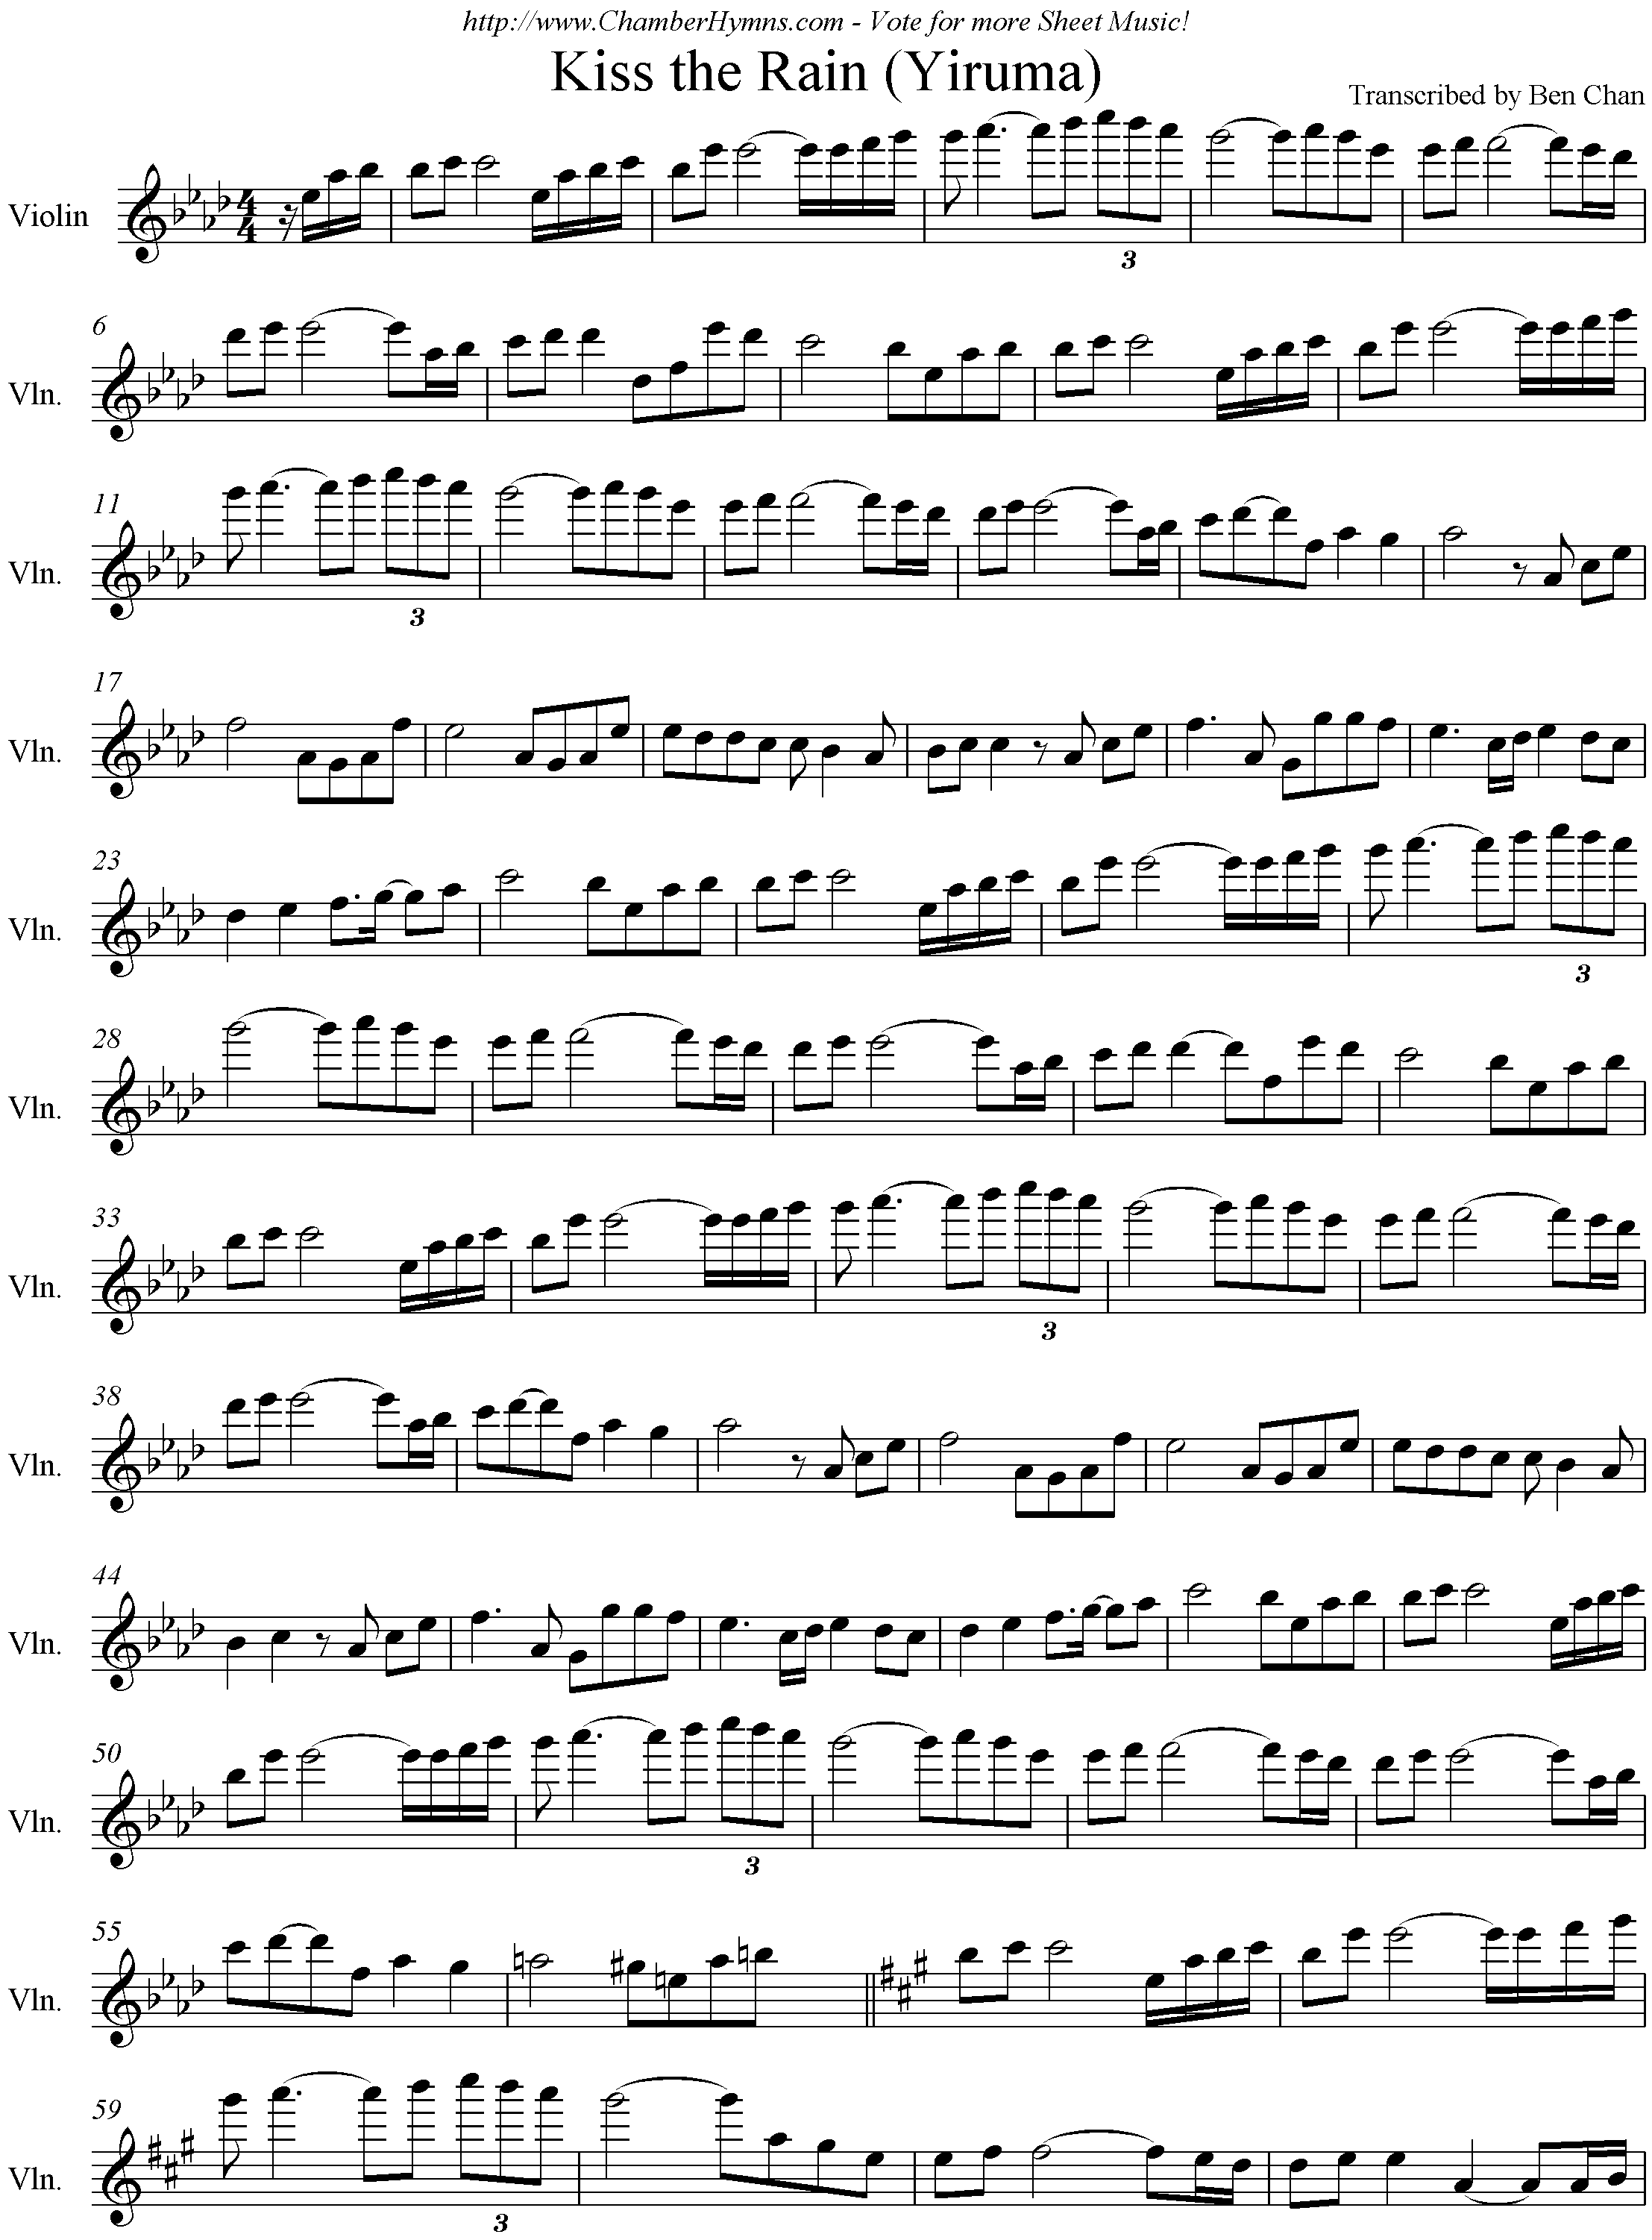 http://www.ChamberHymns.com - Vote for more Sheet Music!
Kiss the Rain (Yiruma)
Transcribed by Ben Chan
Violin
4
4
3
6
Vln.
11
Vln.
3
17
Vln.
23
Vln.
3
28
Vln.
33
Vln.
3
38
Vln.
44
Vln.
50
Vln.
3
55
Vln.
59
Vln.
3